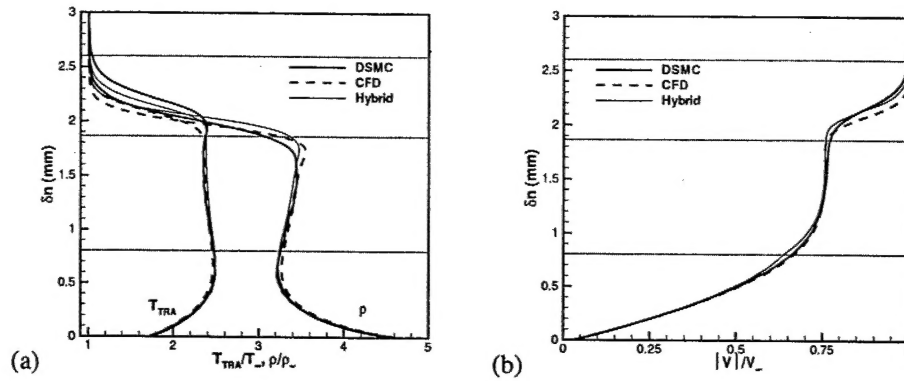 3
2.5
2
1.5
1
0.5
0
δn (mm)
DSMC
CFD
Hybrid
T_TRA
ρ
1 2 3 4 5
(a)
T_TRA/T_∞, ρ/ρ_∞
3
2.5
2
1.5
1
0.5
0
δn (mm)
DSMC
CFD
Hybrid
0 0.25 0.5 0.75
(b)
|V|/V_∞